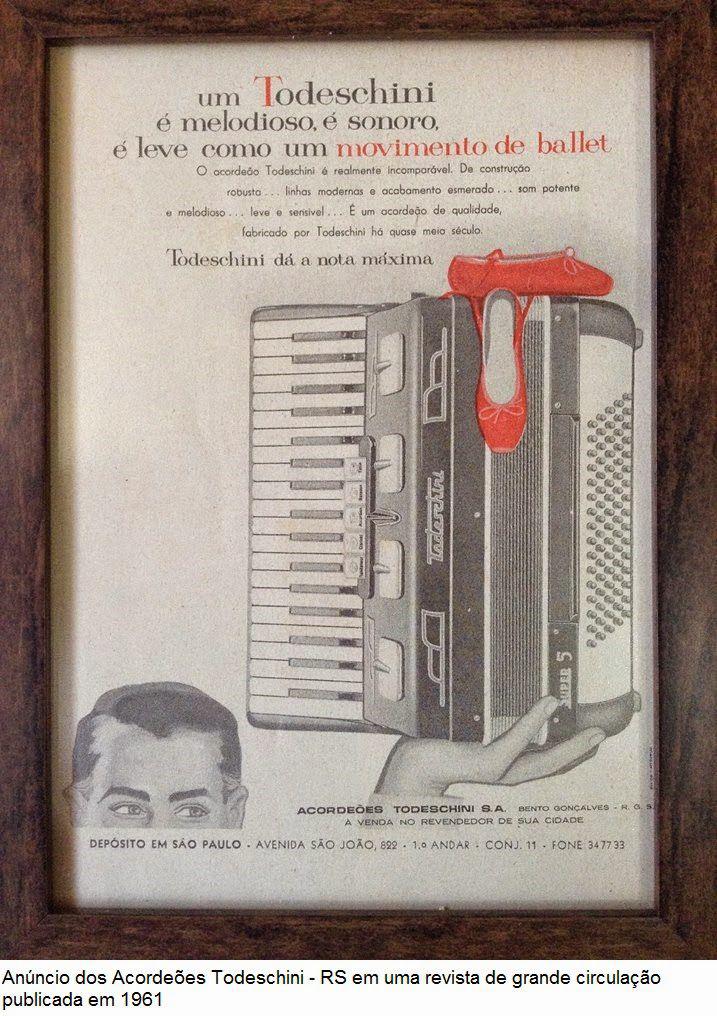 um Todeschini
é melodioso, é sonoro,
é leve como um movimento de ballet
O acordeão Todeschini é realmente incomparável. De construção
robusta... linhas modernas e acabamento esmerado... som potente
e melodioso... leve e sensivel... É um acordeão de qualidade,
fabricado por Todeschini há quase meio século.
Todeschini dá a nota máxima
Todeschini
SUPER 5
ACORDEÕES TODESCHINI S.A. BENTO GONÇALVES - R. G. S.
À VENDA NO REVENDEDOR DE SUA CIDADE
DEPÓSITO EM SÃO PAULO - AVENIDA SÃO JOÃO, 822 - 1.o ANDAR - CONJ. 11 - FONE 347733
Anúncio dos Acordeões Todeschini - RS em uma revista de grande circulação
publicada em 1961